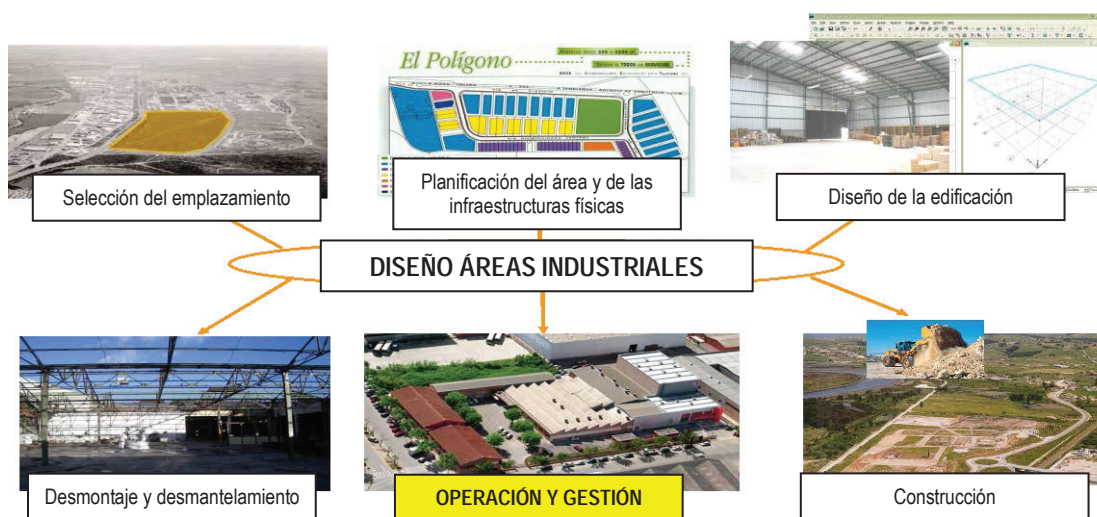 El Polígono
Selección del emplazamiento
Planificación del área y de las
infraestructuras físicas
Diseño de la edificación
DISEÑO ÁREAS INDUSTRIALES
Desmontaje y desmantelamiento
OPERACIÓN Y GESTIÓN
Construcción